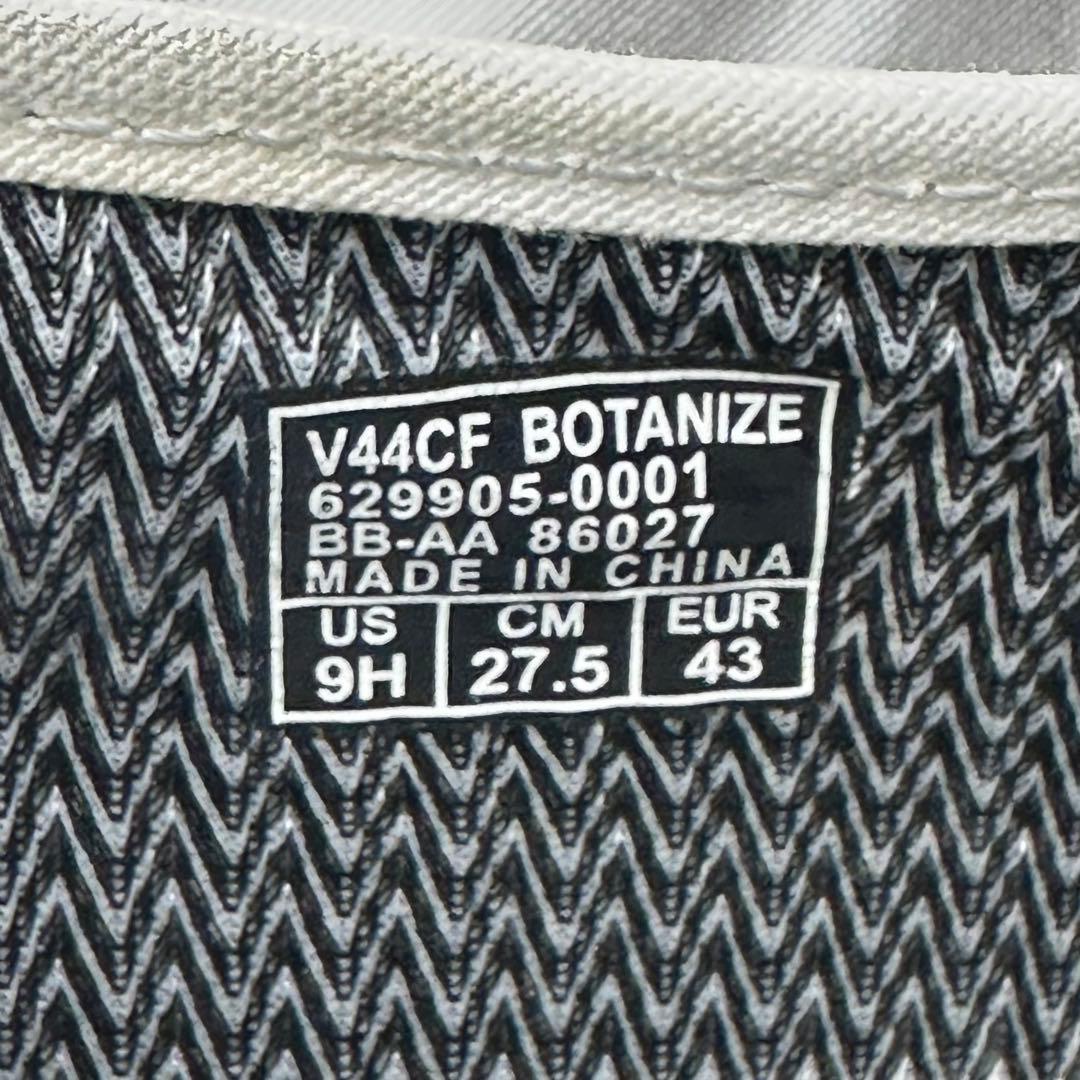 V44CF BOTANIZE
629905-0001
BB-AA 86027
MADE IN CHINA
US CM EUR
9H 27.5 43